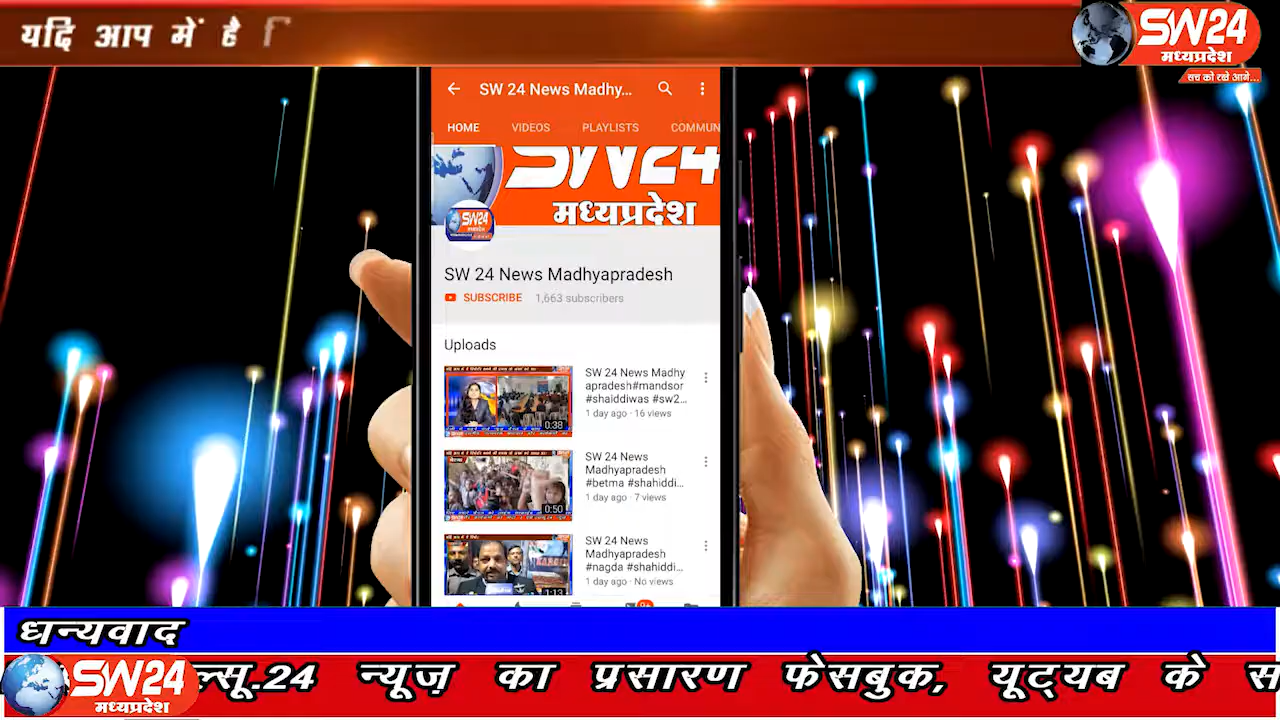 यदि आप में है
SW24
मध्यप्रदेश
सच को रखे आगे...
SW 24 News Madhy...
HOME VIDEOS PLAYLISTS COMMUN
SW24
मध्यप्रदेश
SW24
SW 24 News Madhyapradesh
SUBSCRIBE 1,663 subscribers
Uploads
SW 24 News Madhy
apradesh#mandsor
#shaiddiwas #sw2...
1 day ago · 16 views
0:38
SW 24 News
Madhyapradesh
#betma #shahiddi...
1 day ago · 7 views
0:50
SW 24 News
Madhyapradesh
#nagda #shahiddi...
1 day ago · No views
1:13
9+
धन्यवाद
SW24
मध्यप्रदेश
ल्सू.24 न्यूज़ का प्रसारण फेसबुक, यूट्यब के स